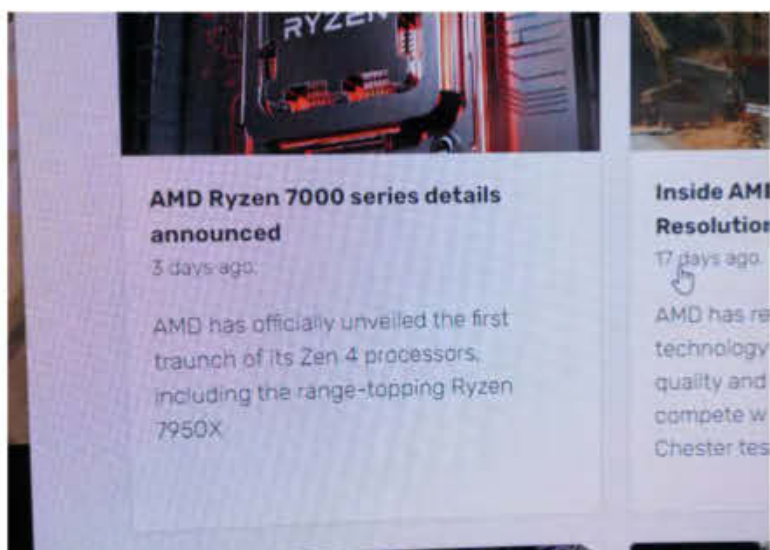 RYZEN
AMD Ryzen 7000 series details
announced
3 days ago.
AMD has officially unveiled the first
traunch of its Zen 4 processors,
including the range-topping Ryzen
7950X
Inside AM
Resolution
17 days ago.
AMD has re
technology
quality and
compete w
Chester tes